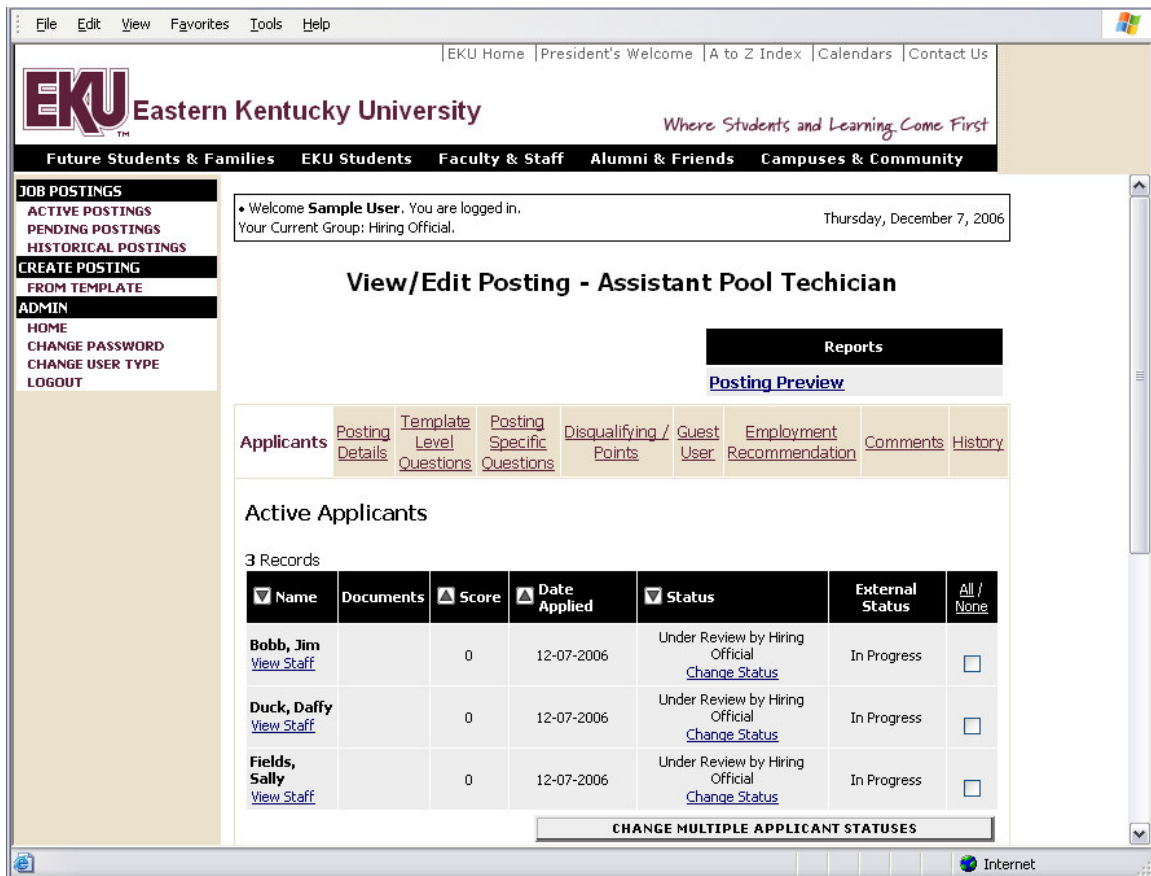 File Edit View Favorites Tools Help
EKU Home | President's Welcome | A to Z Index | Calendars | Contact Us
EKU TM Eastern Kentucky University
Where Students and Learning Come First
Future Students & Families EKU Students Faculty & Staff Alumni & Friends Campuses & Community
JOB POSTINGS
ACTIVE POSTINGS
PENDING POSTINGS
HISTORICAL POSTINGS
CREATE POSTING
FROM TEMPLATE
ADMIN
HOME
CHANGE PASSWORD
CHANGE USER TYPE
LOGOUT
• Welcome Sample User. You are logged in.
Your Current Group: Hiring Official.
Thursday, December 7, 2006
View/Edit Posting - Assistant Pool Techician
Reports
Posting Preview
Applicants
Posting
Details
Template
Level
Questions
Posting
Specific
Questions
Disqualifying /
Points
Guest
User
Employment
Recommendation
Comments
History
Active Applicants
3 Records
Name
Documents
Score
Date
Applied
Status
External
Status
All /
None
Bobb, Jim
View Staff
0
12-07-2006
Under Review by Hiring
Official
Change Status
In Progress
Duck, Daffy
View Staff
0
12-07-2006
Under Review by Hiring
Official
Change Status
In Progress
Fields,
Sally
View Staff
0
12-07-2006
Under Review by Hiring
Official
Change Status
In Progress
CHANGE MULTIPLE APPLICANT STATUSES
Internet